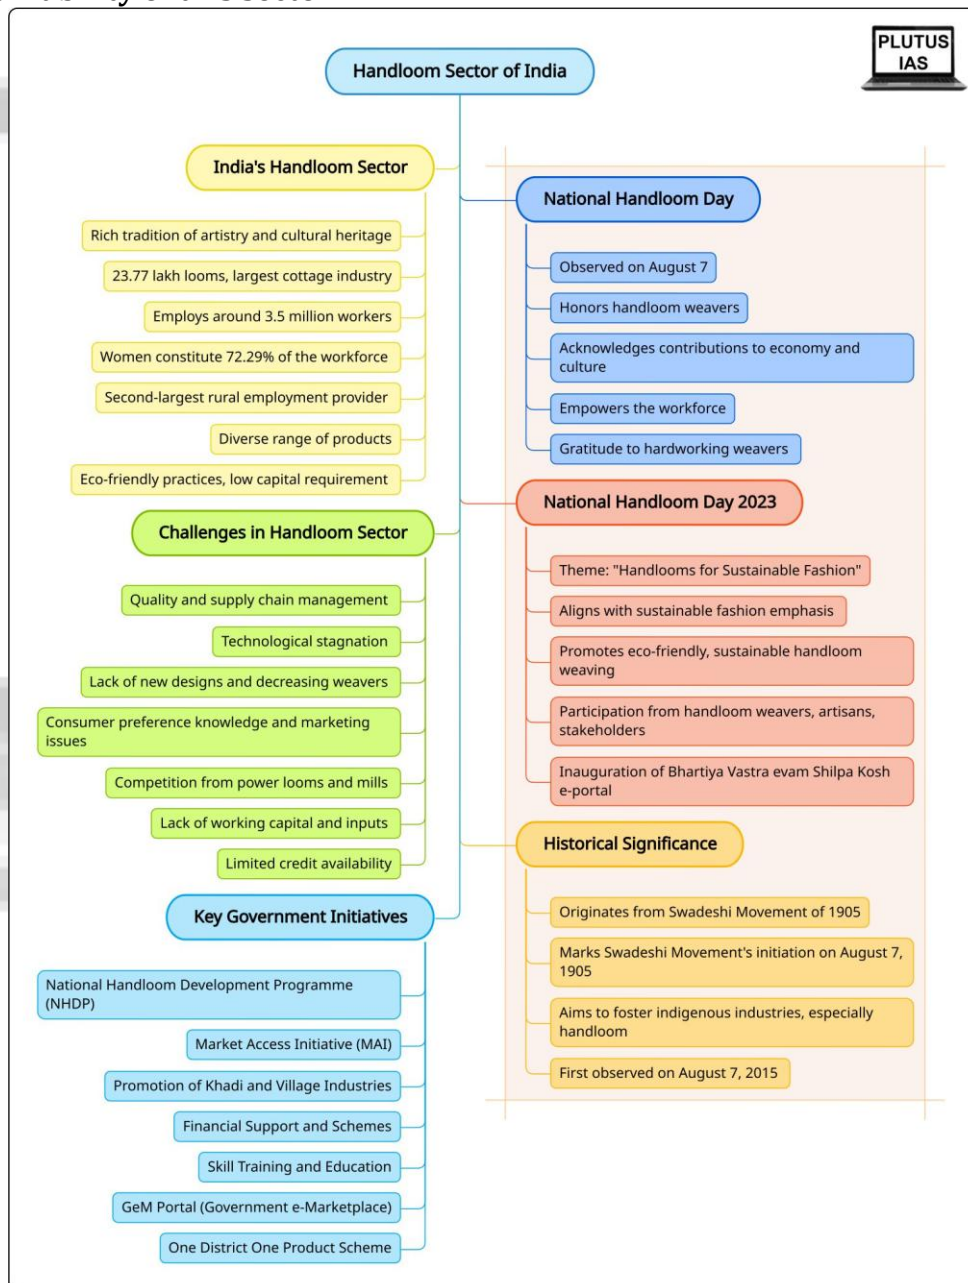 PLUTUS
IAS
Handloom Sector of India
India's Handloom Sector
Rich tradition of artistry and cultural heritage
23.77 lakh looms, largest cottage industry
Employs around 3.5 million workers
Women constitute 72.29% of the workforce
Second-largest rural employment provider
Diverse range of products
Eco-friendly practices, low capital requirement
Challenges in Handloom Sector
Quality and supply chain management
Technological stagnation
Lack of new designs and decreasing weavers
Consumer preference knowledge and marketing
issues
Competition from power looms and mills
Lack of working capital and inputs
Limited credit availability
Key Government Initiatives
National Handloom Development Programme
(NHDP)
Market Access Initiative (MAI)
Promotion of Khadi and Village Industries
Financial Support and Schemes
Skill Training and Education
GeM Portal (Government e-Marketplace)
One District One Product Scheme
National Handloom Day
Observed on August 7
Honors handloom weavers
Acknowledges contributions to economy and
culture
Empowers the workforce
Gratitude to hardworking weavers
National Handloom Day 2023
Theme: "Handlooms for Sustainable Fashion"
Aligns with sustainable fashion emphasis
Promotes eco-friendly, sustainable handloom
weaving
Participation from handloom weavers, artisans,
stakeholders
Inauguration of Bhartiya Vastra evam Shilpa Kosh
e-portal
Historical Significance
Originates from Swadeshi Movement of 1905
Marks Swadeshi Movement's initiation on August 7,
1905
Aims to foster indigenous industries, especially
handloom
First observed on August 7, 2015